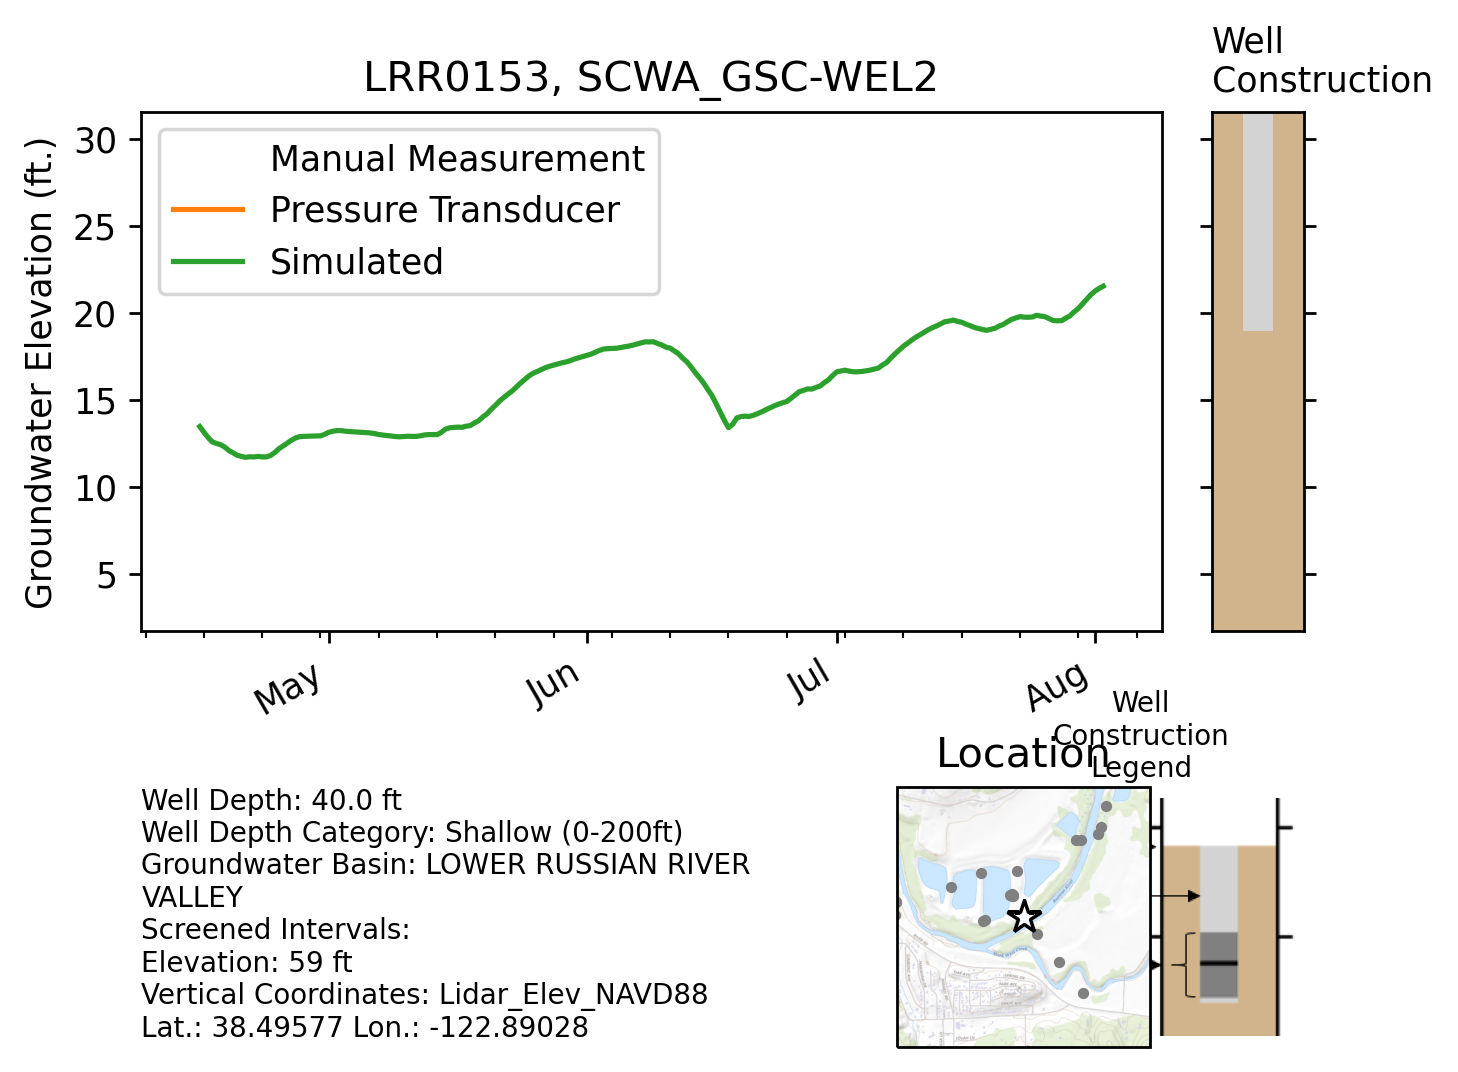 Well
Construction
LRR0153, SCWA_GSC-WEL2
Groundwater Elevation (ft.)
30
25
20
15
10
5
Manual Measurement
Pressure Transducer
Simulated
May
Jun
Jul
Aug
Well
Construction
Legend
Location
Well Depth: 40.0 ft
Well Depth Category: Shallow (0-200ft)
Groundwater Basin: LOWER RUSSIAN RIVER
VALLEY
Screened Intervals:
Elevation: 59 ft
Vertical Coordinates: Lidar_Elev_NAVD88
Lat.: 38.49577 Lon.: -122.89028